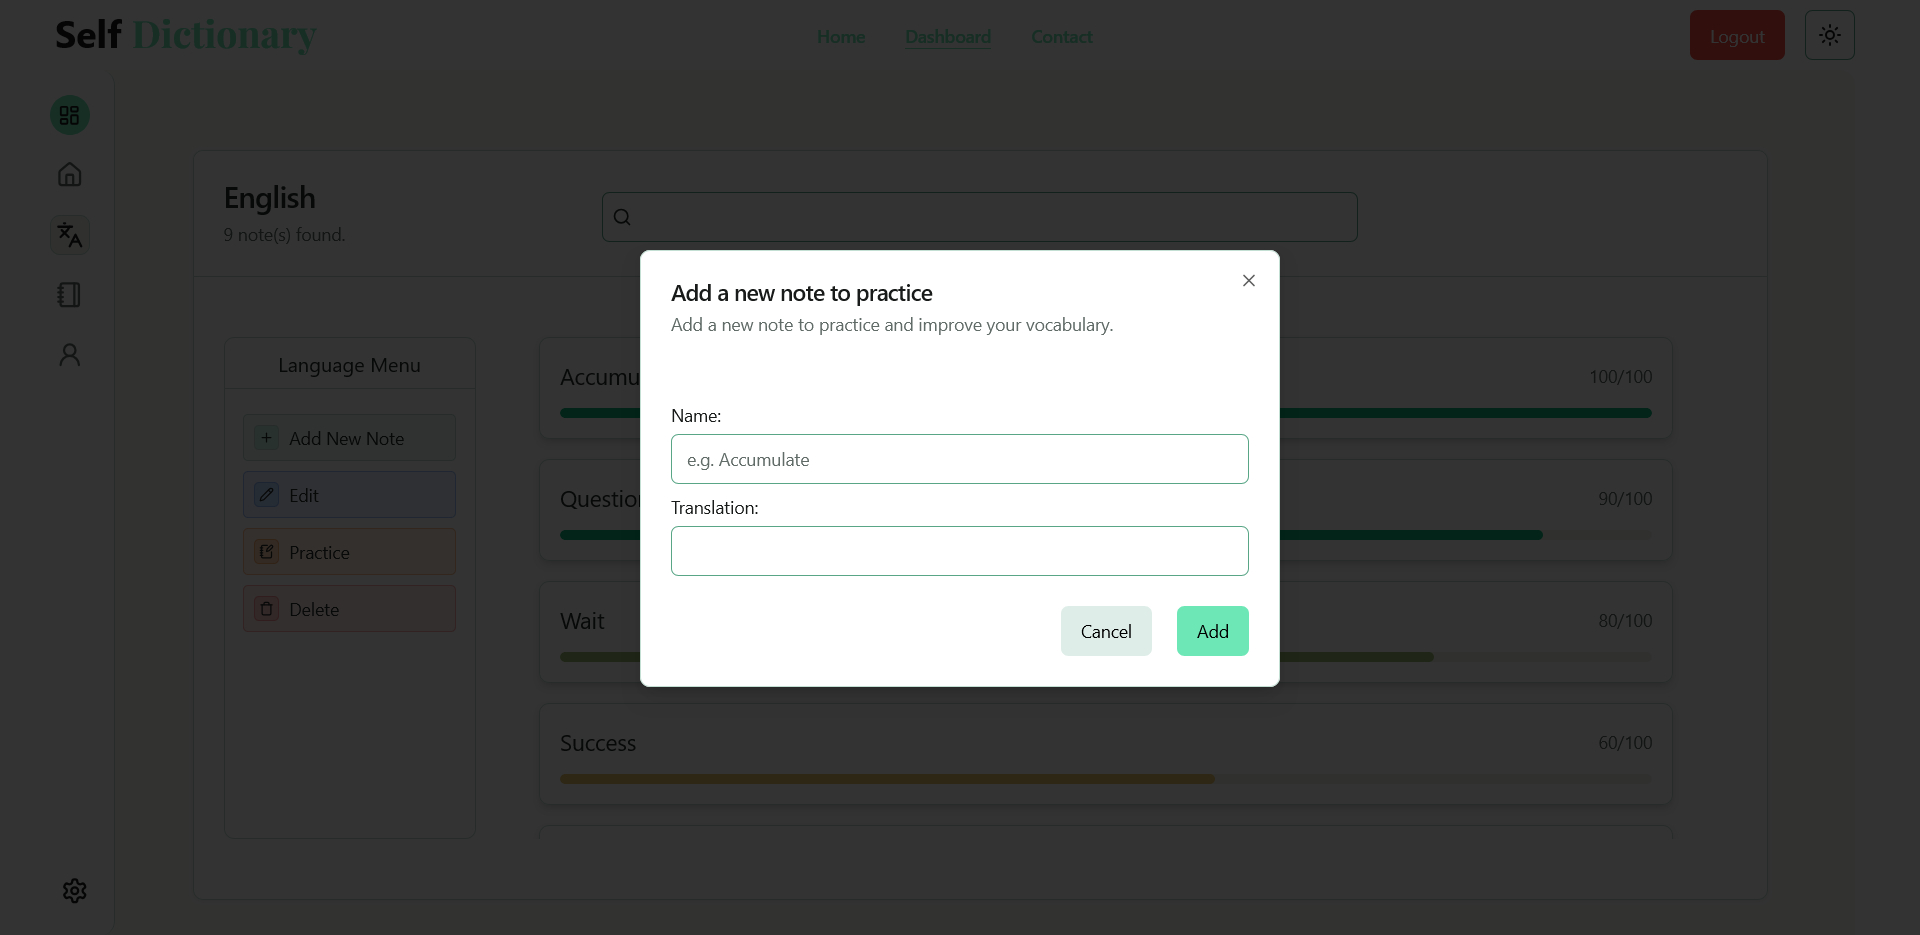 Self Dictionary
Home
Dashboard
Contact
Logout
English
9 note(s) found.
Language Menu
Add New Note
Edit
Practice
Delete
Accumu
100/100
Question
90/100
Wait
80/100
Success
60/100
Add a new note to practice
Add a new note to practice and improve your vocabulary.
Name:
e.g. Accumulate
Translation:
Cancel
Add